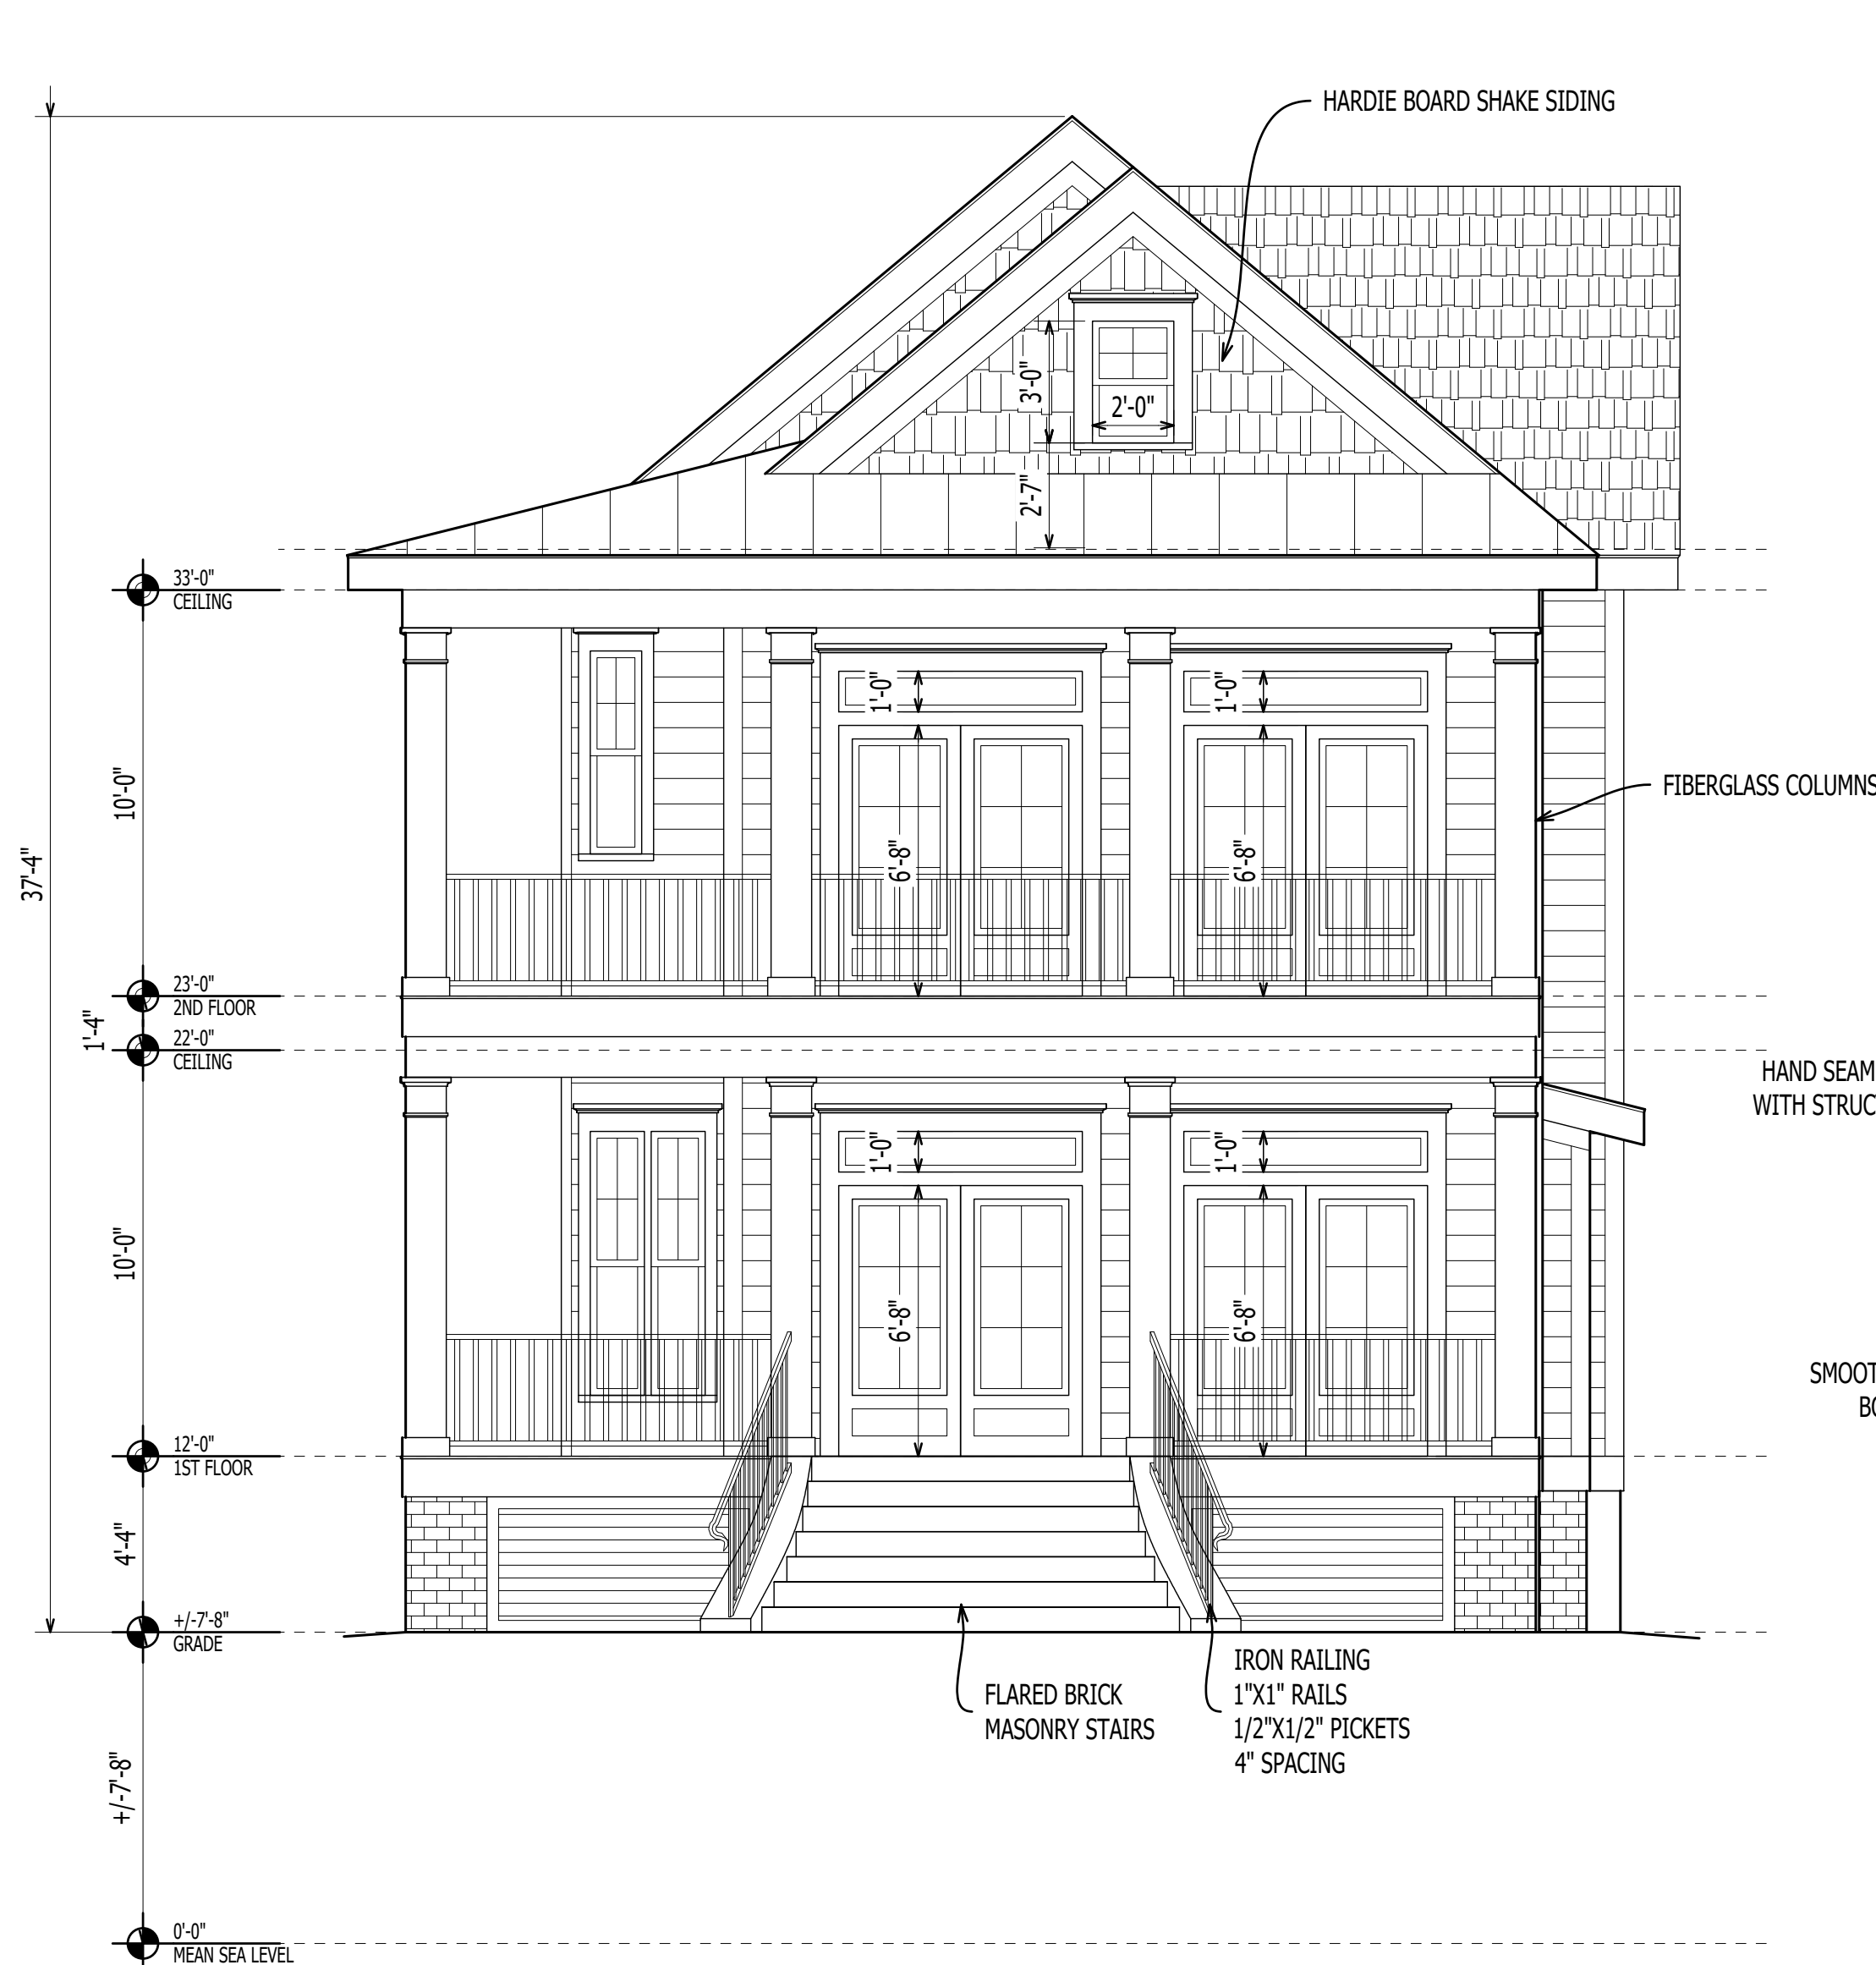 HARDIE BOARD SHAKE SIDING
3'-0"
2'-0"
2'-7"
33'-0"
CEILING
1'-0"
1'-0"
10'-0"
FIBERGLASS COLUMNS
37'-4"
6'-8"
6'-8"
23'-0"
2ND FLOOR
1'-4"
22'-0"
CEILING
HAND SEAM
WITH STRUC
1'-0"
1'-0"
10'-0"
6'-8"
6'-8"
SMOOT
BO
12'-0"
1ST FLOOR
4'-4"
+/-7'-8"
GRADE
FLARED BRICK
MASONRY STAIRS
IRON RAILING
1"X1" RAILS
1/2"X1/2" PICKETS
4" SPACING
+/-7'-8"
0'-0"
MEAN SEA LEVEL